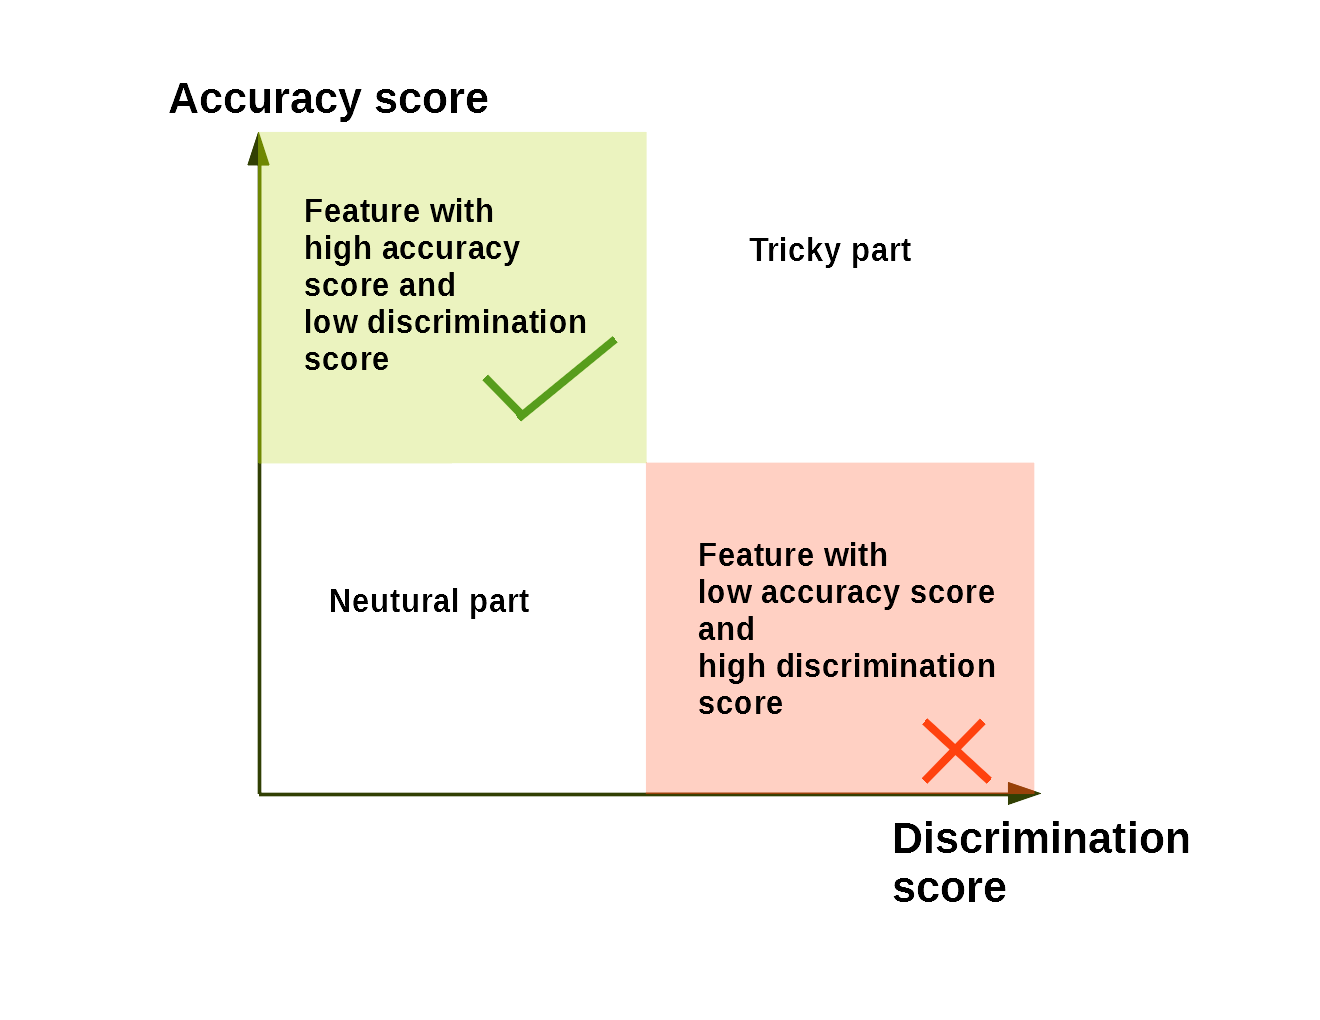 Accuracy score
Feature with
high accuracy
score and
low discrimination
score
Tricky part
Neutural part
Feature with
low accuracy score
and
high discrimination
score
Discrimination
score